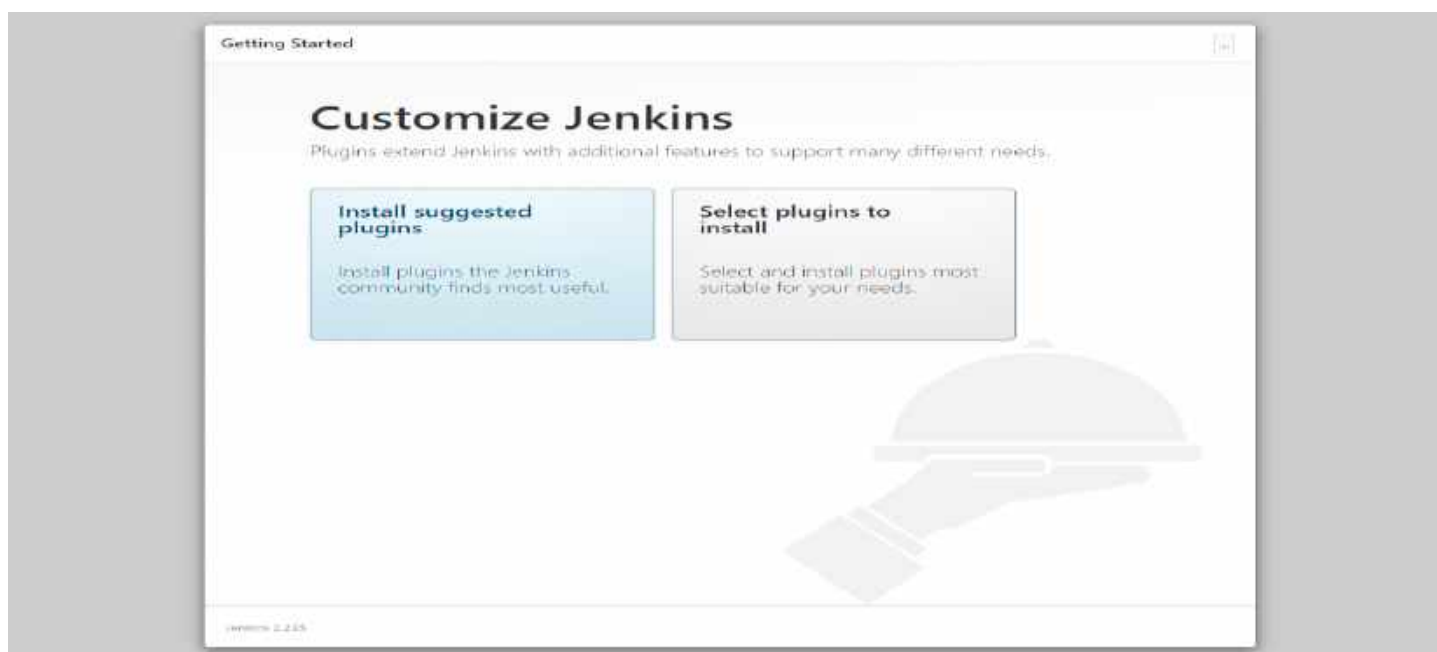 Getting Started
Customize Jenkins
Plugins extend Jenkins with additional features to support many different needs.
Install suggested
plugins
Install plugins the Jenkins
community finds most useful.
Select plugins to
install
Select and install plugins most
suitable for your needs.
Jenkins